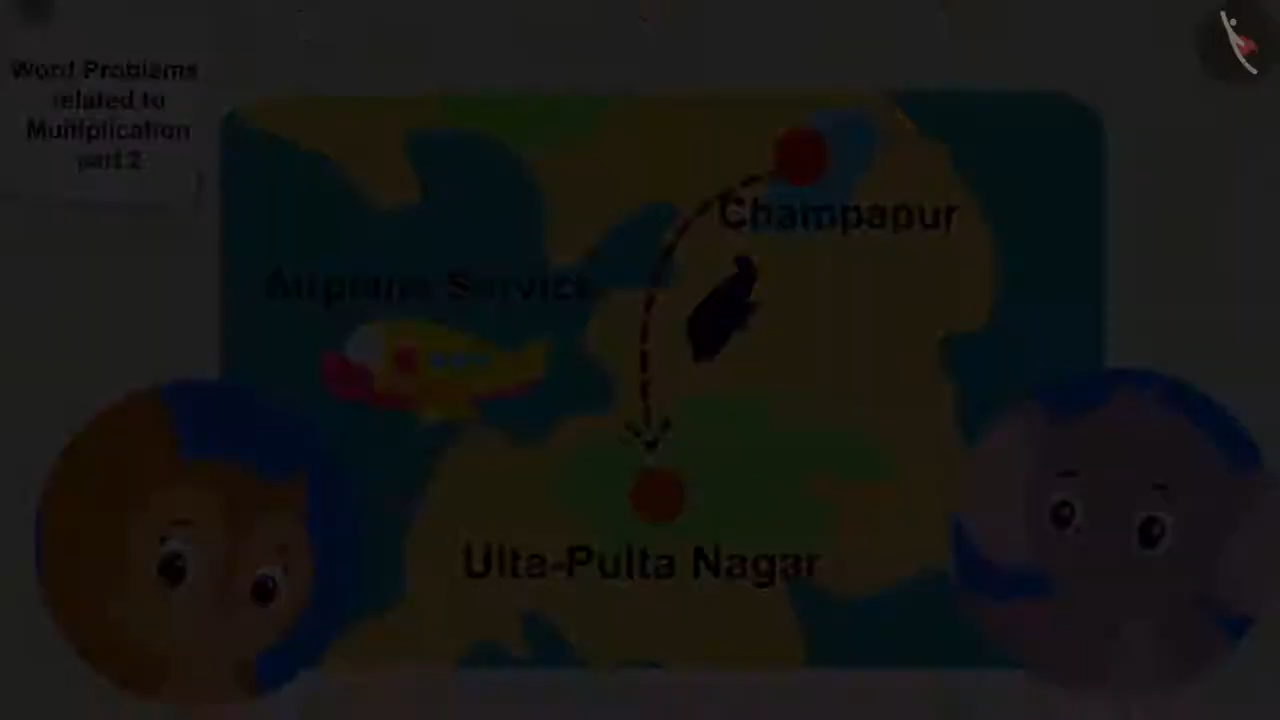 Word Problems
related to
Multiplication
part 2
Champapur
Airplane Service
Ulta-Pulta Nagar